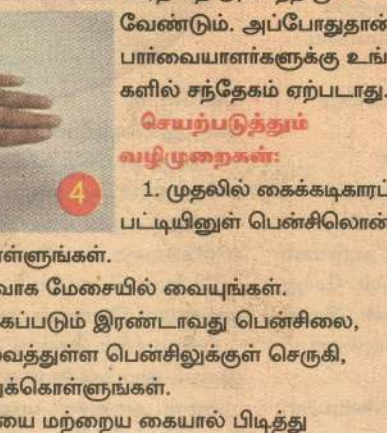 வேண்டும். அப்போதுதான்
பார்வையாளர்களுக்கு உங்
களில் சந்தேகம் ஏற்படாது.
செயற்படுத்தும்
வழிமுறைகள்:
4
1. முதலில் கைக்கடிகாரப்
பட்டியினுள் பென்சிலொன்
ள்ளுங்கள்.
வாக மேசையில் வையுங்கள்.
கப்படும் இரண்டாவது பென்சிலை,
வைத்துள்ள பென்சிலுக்குள் செருகி,
துக்கொள்ளுங்கள்.
யை மற்றைய கையால் பிடித்து